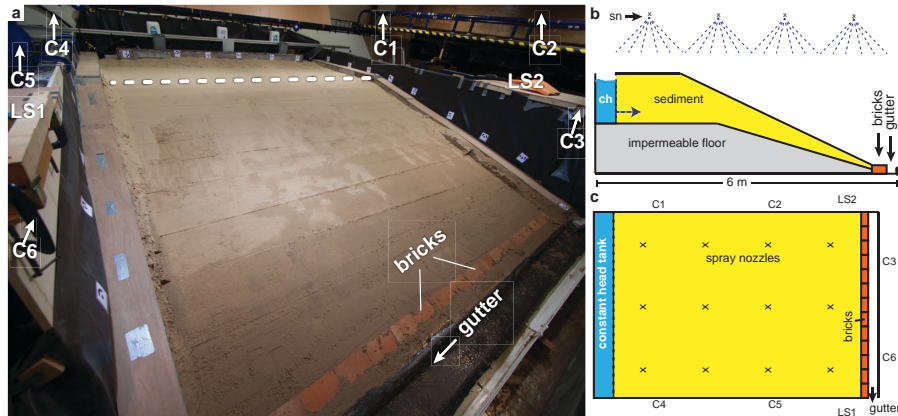 a
C4
C1
C2
C5
LS1
LS2
C3
C6
bricks
gutter
b
sn
ch
sediment
impermeable floor
bricks
gutter
6 m
c
C1
C2
LS2
constant head tank
spray nozzles
C3
bricks
C6
C4
C5
LS1
gutter